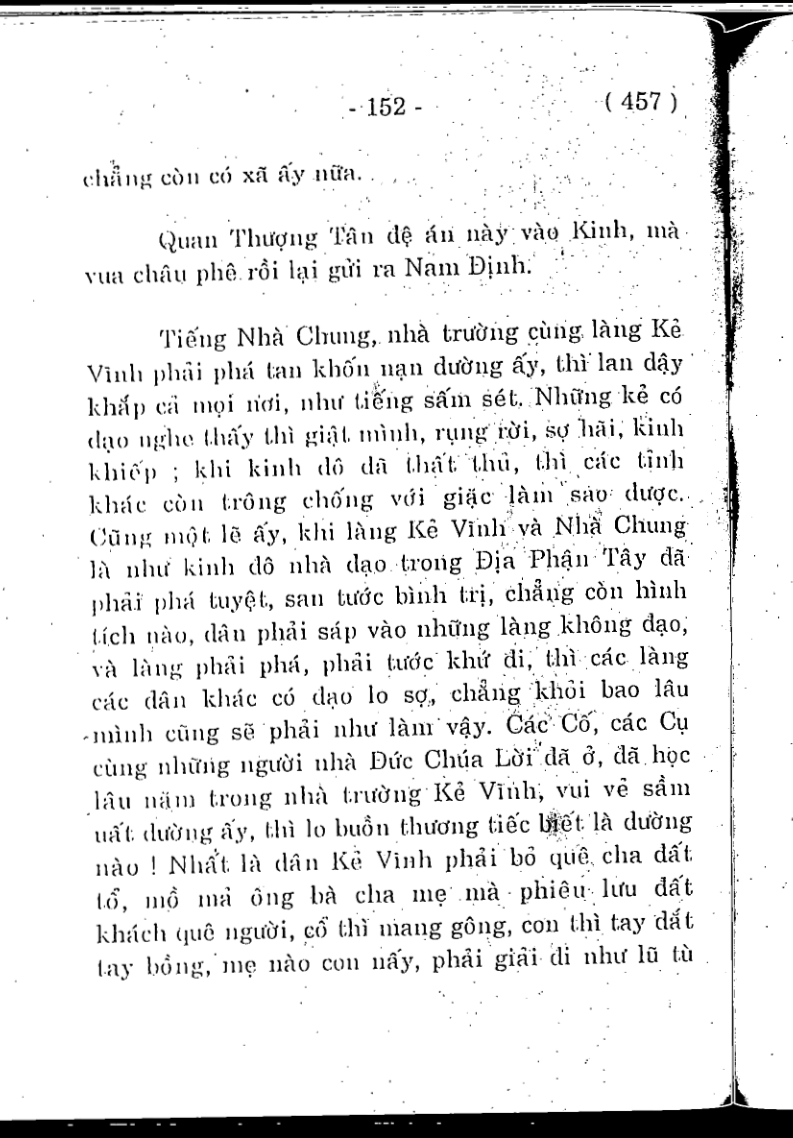 - 152 - ( 457 )
chẳng còn có xã ấy nữa.
Quan Thượng Tân đệ án này vào Kinh, mà
vua châu phê rồi lại gửi ra Nam Định.
Tiếng Nhà Chung, nhà trường cùng làng Kẻ
Vĩnh phải phá tan khốn nạn dường ấy, thì lan dậy
khắp cả mọi nơi, như tiếng sấm sét. Những kẻ có
đạo nghe thấy thì giật mình, rụng rời, sợ hãi, kinh
khiếp ; khi kinh đô đã thất thủ, thì các tỉnh
khác còn trông chống với giặc làm sao được.
Cũng một lẽ ấy, khi làng Kẻ Vĩnh và Nhà Chung
là như kinh đô nhà đạo trong Địa Phận Tây đã
phải phá tuyệt, san tước bình trị, chẳng còn hình
tích nào, dân phải sáp vào những làng không đạo,
và làng phải phá, phải tước khứ đi, thì các làng
các dân khác có đạo lo sợ, chẳng khỏi bao lâu
mình cũng sẽ phải như làm vậy. Các Cố, các Cụ
cùng những người nhà Đức Chúa Lời đã ở, đã học
lâu năm trong nhà trường Kẻ Vĩnh, vui vẻ sầm
uất dường ấy, thì lo buồn thương tiếc biết là dường
nào ! Nhất là dân Kẻ Vĩnh phải bỏ quê cha đất
tổ, mồ mả ông bà cha mẹ mà phiêu lưu đất
khách quê người, cổ thì mang gông, con thì tay dắt
tay bồng, mẹ nào con nấy, phải giải đi như lũ tù